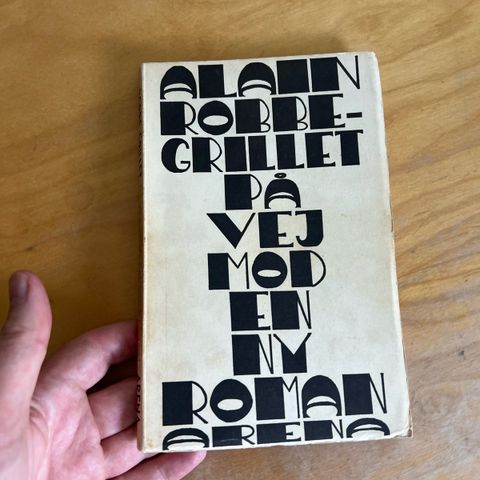 ALAIN
ROBBE-
GRILLET
PÅ
VEJ
MOD
EN
NY
ROMAN
ARENA